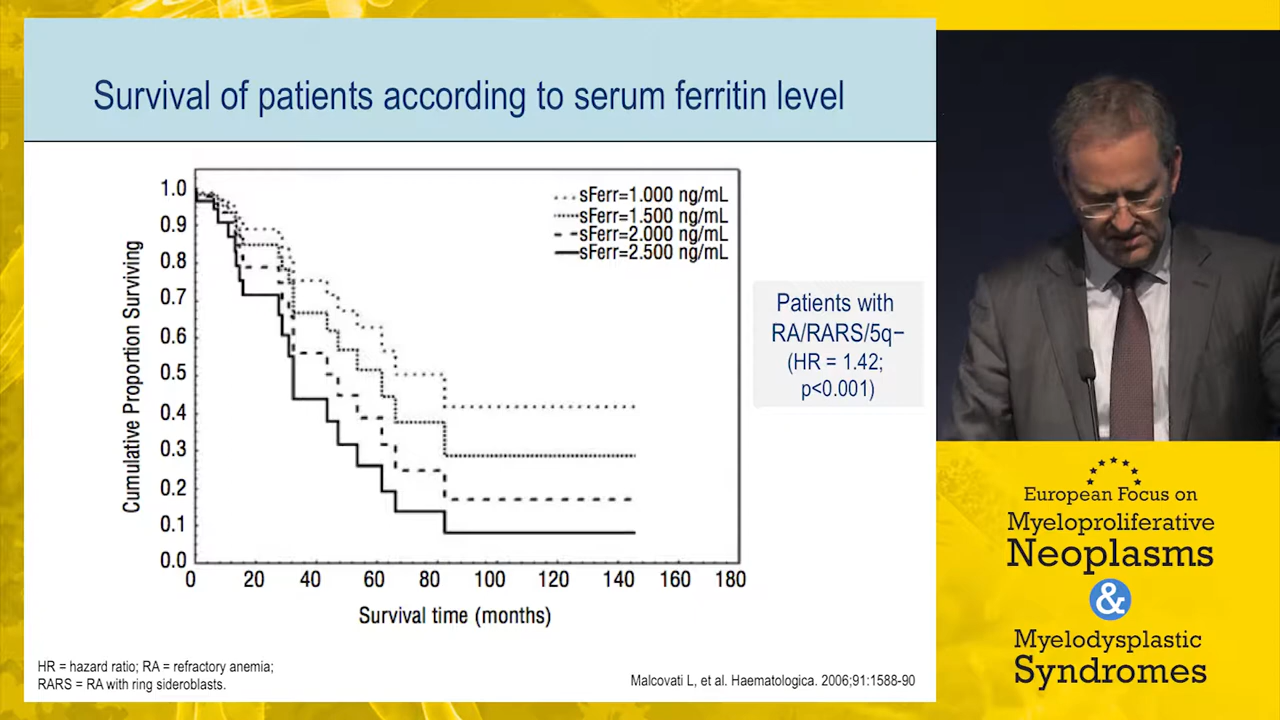 Survival of patients according to serum ferritin level
sFerr=1.000 ng/mL
sFerr=1.500 ng/mL
sFerr=2.000 ng/mL
sFerr=2.500 ng/mL
Cumulative Proportion Surviving
1.0
0.9
0.8
0.7
0.6
0.5
0.4
0.3
0.2
0.1
0.0
0 20 40 60 80 100 120 140 160 180
Survival time (months)
Patients with
RA/RARS/5q−
(HR = 1.42;
p<0.001)
HR = hazard ratio; RA = refractory anemia;
RARS = RA with ring sideroblasts.
Malcovati L, et al. Haematologica. 2006;91:1588-90
European Focus on
Myeloproliferative
Neoplasms
&
Myelodysplastic
Syndromes